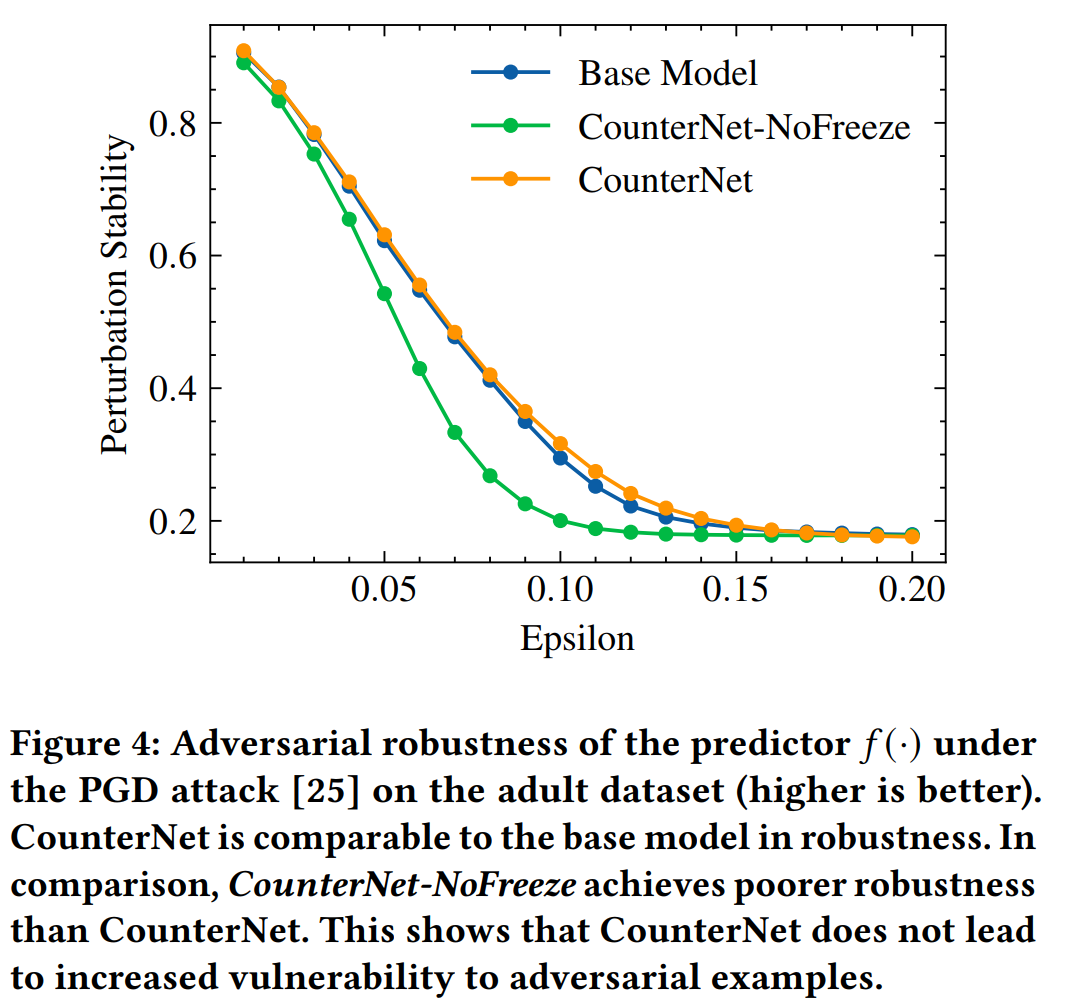 Base Model
CounterNet-NoFreeze
CounterNet
Perturbation Stability
0.8
0.6
0.4
0.2
0.05 0.10 0.15 0.20
Epsilon
Figure 4: Adversarial robustness of the predictor f(·) under
the PGD attack [25] on the adult dataset (higher is better).
CounterNet is comparable to the base model in robustness. In
comparison, CounterNet-NoFreeze achieves poorer robustness
than CounterNet. This shows that CounterNet does not lead
to increased vulnerability to adversarial examples.